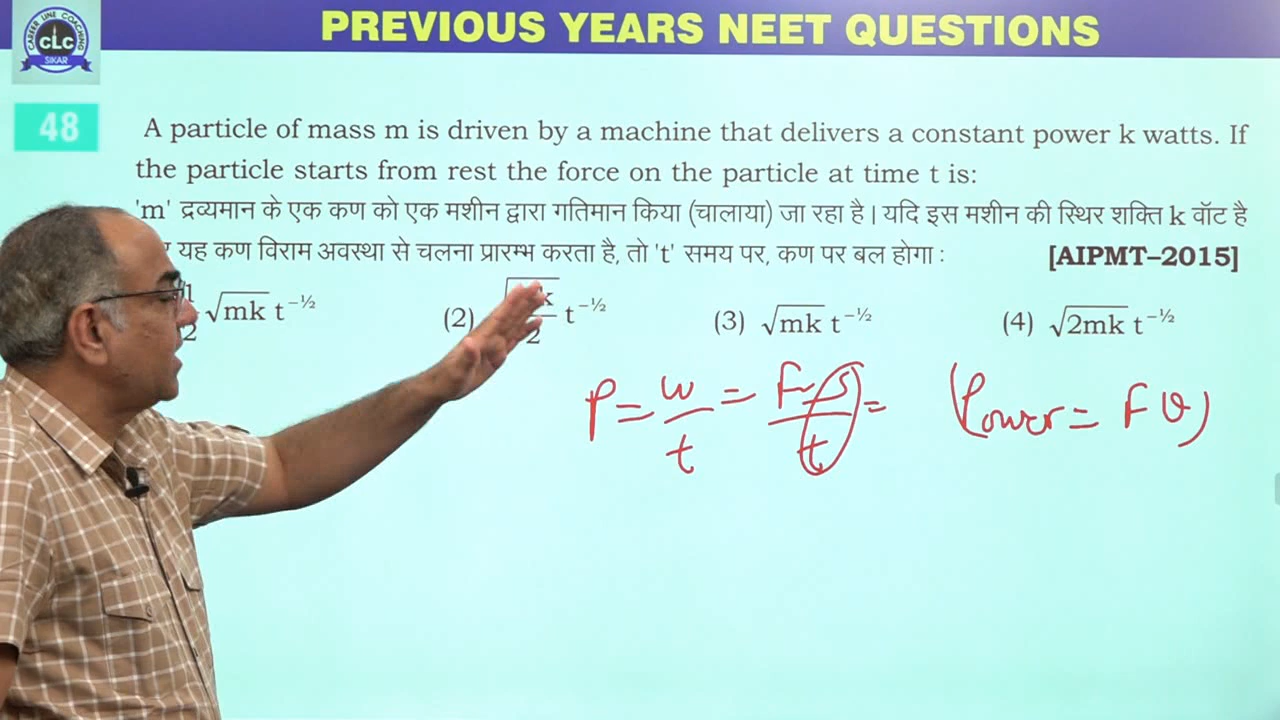 PREVIOUS YEARS NEET QUESTIONS
CAREER LINE COACHING
CLC
SIKAR
48
A particle of mass m is driven by a machine that delivers a constant power k watts. If
the particle starts from rest the force on the particle at time t is:
'm' द्रव्यमान के एक कण को एक मशीन द्वारा गतिमान किया (चालाया) जा रहा है। यदि इस मशीन की स्थिर शक्ति k वॉट है
यह कण विराम अवस्था से चलना प्रारम्भ करता है, तो 't' समय पर, कण पर बल होगा :
[AIPMT–2015]
1/2 √mk t⁻½ (2) k/2 t⁻½ (3) √mk t⁻½ (4) √2mk t⁻½
P = w/t = F s/t = (Power = F v)